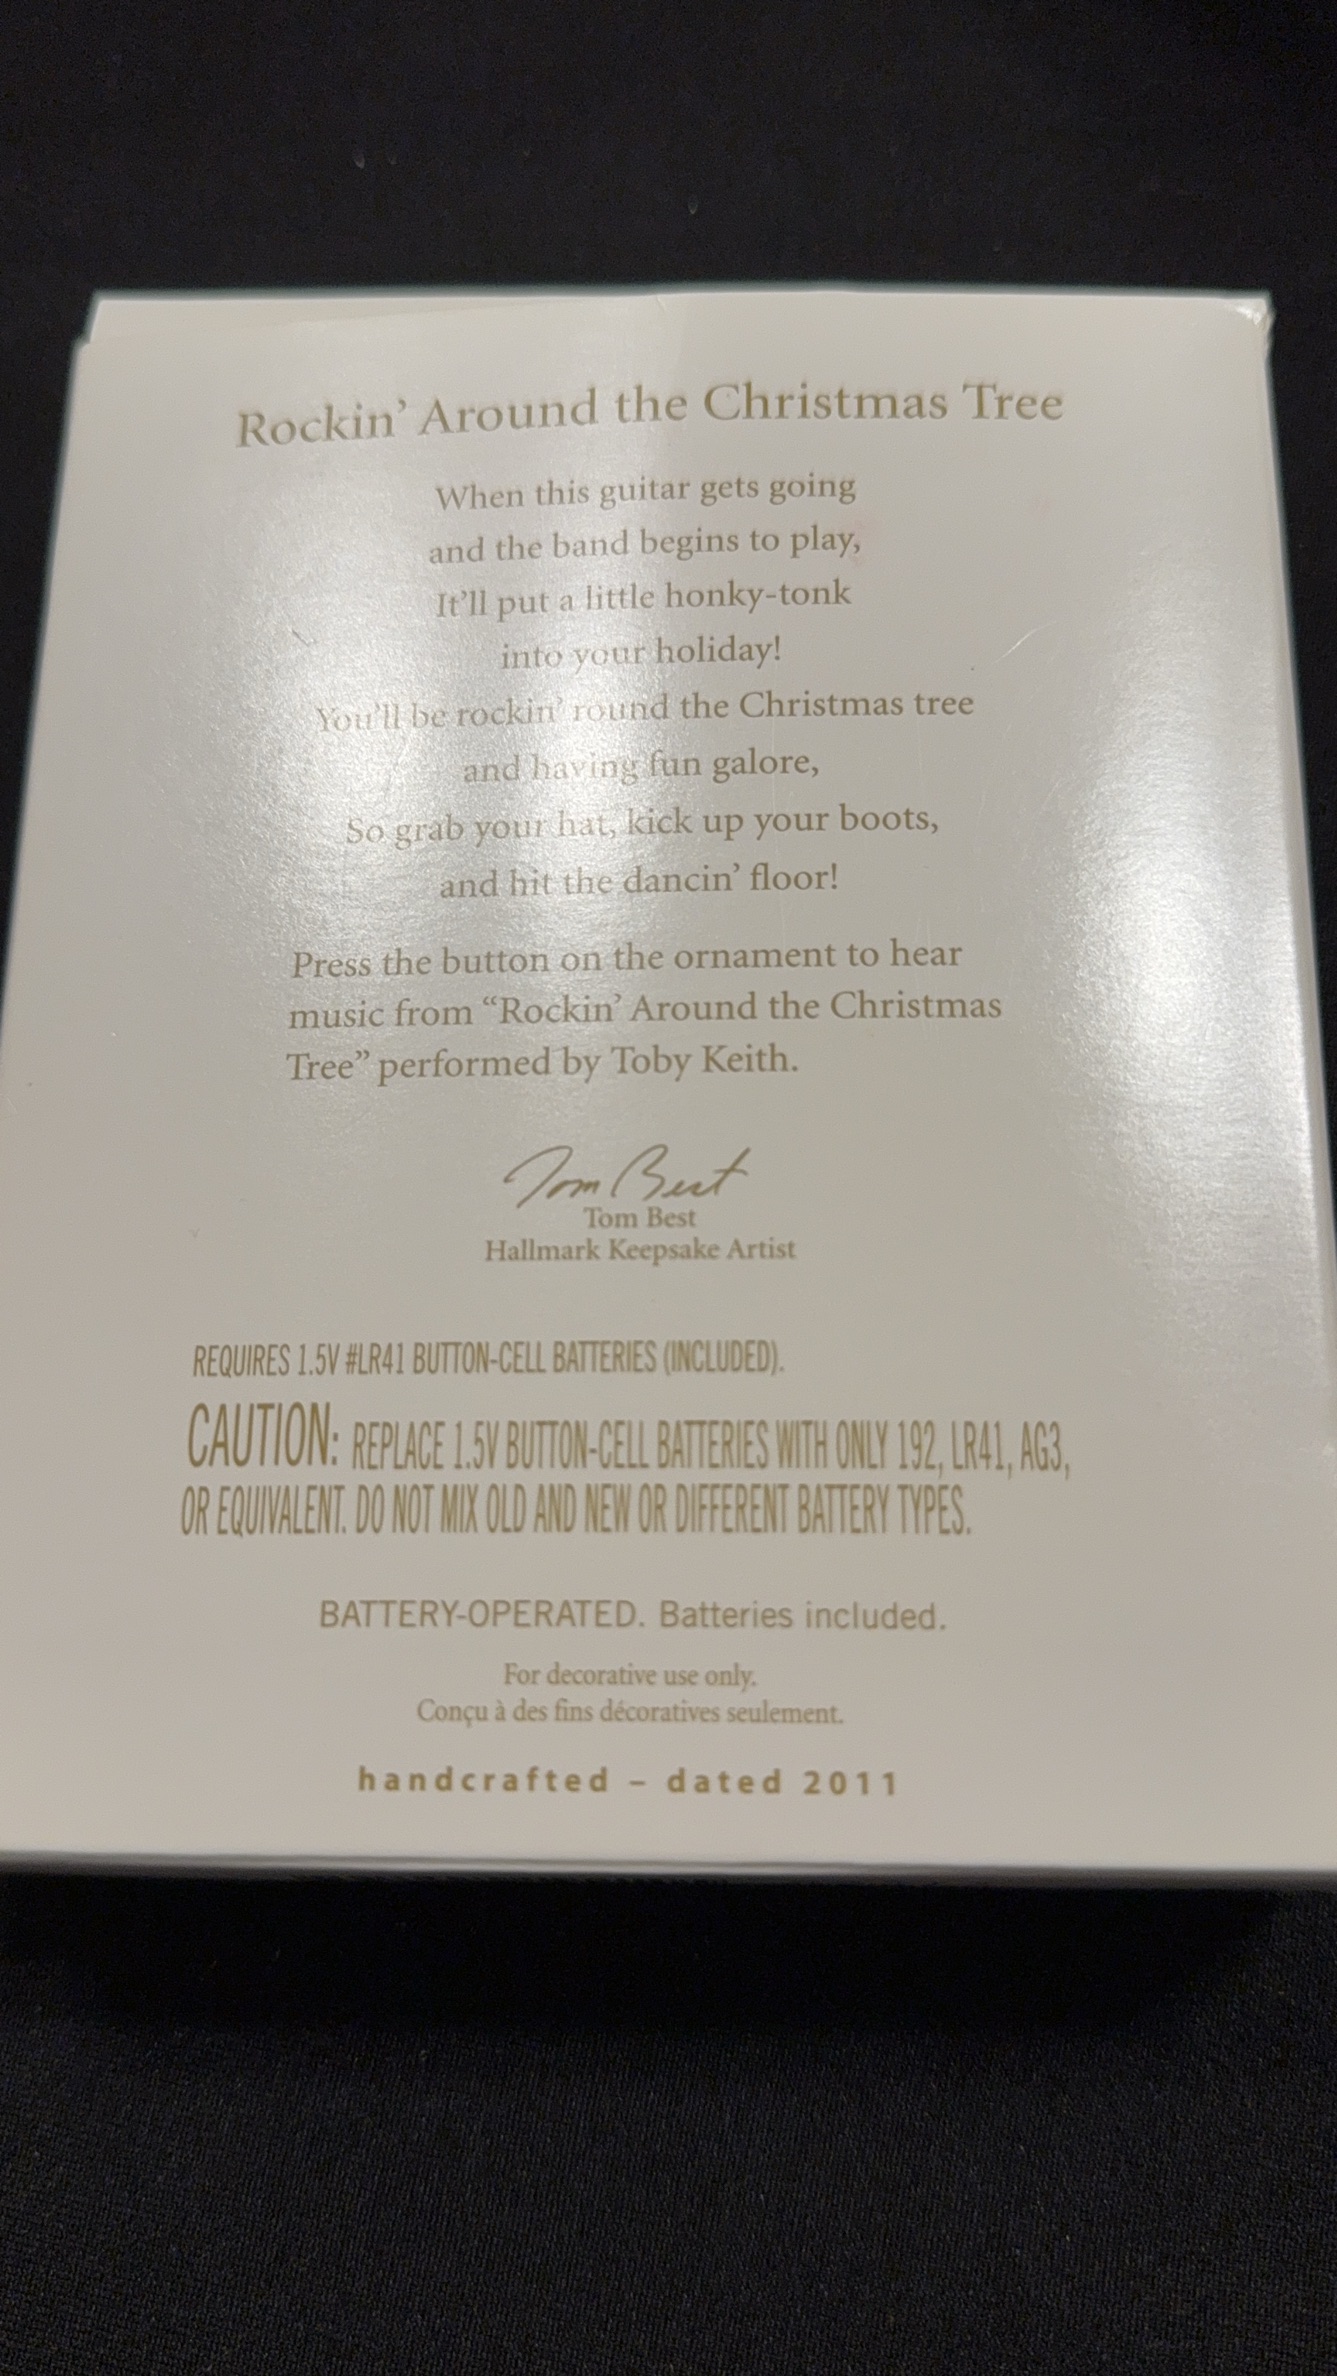 Rockin’ Around the Christmas Tree
When this guitar gets going
and the band begins to play,
It’ll put a little honky-tonk
into your holiday!
You’ll be rockin’ round the Christmas tree
and having fun galore,
So grab your hat, kick up your boots,
and hit the dancin’ floor!
Press the button on the ornament to hear
music from “Rockin’ Around the Christmas
Tree” performed by Toby Keith.
Tom Best
Tom Best
Hallmark Keepsake Artist
REQUIRES 1.5V #LR41 BUTTON-CELL BATTERIES (INCLUDED).
CAUTION: REPLACE 1.5V BUTTON-CELL BATTERIES WITH ONLY 192, LR41, AG3,
OR EQUIVALENT. DO NOT MIX OLD AND NEW OR DIFFERENT BATTERY TYPES.
BATTERY-OPERATED. Batteries included.
For decorative use only.
Conçu à des fins décoratives seulement.
handcrafted – dated 2011